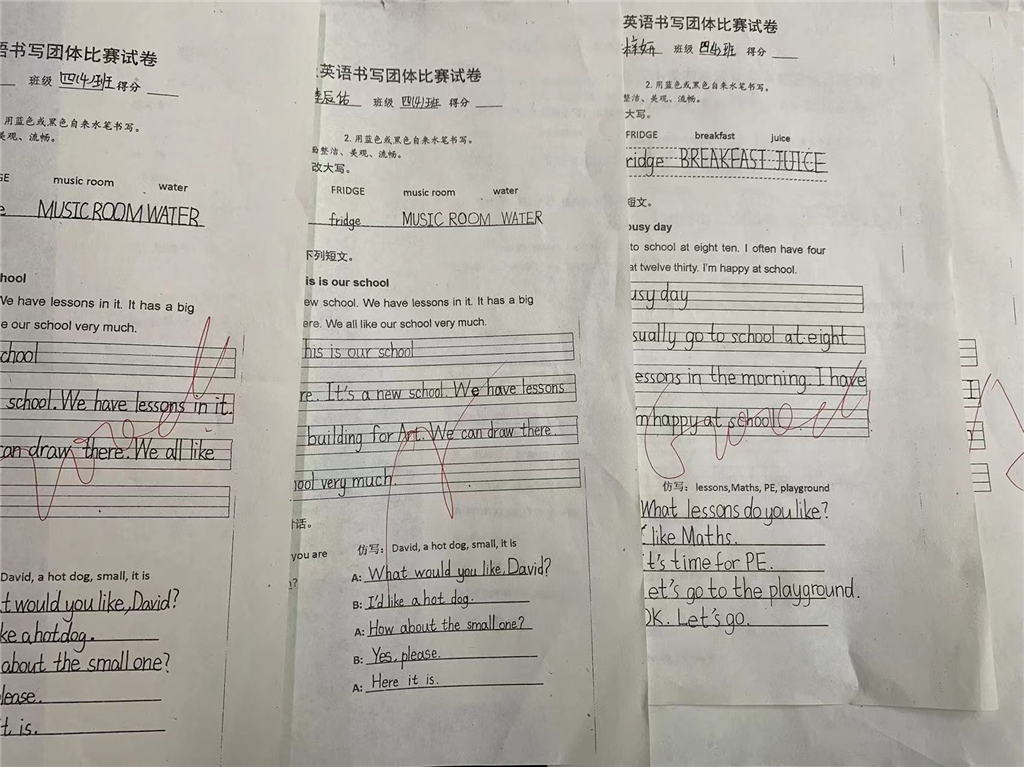 语书写团体比赛试卷
班级 四(4)班 得分
用蓝色或黑色自来水笔书写。
美观、流畅。
music room water
MUSIC ROOM WATER
hool
We have lessons in it. It has a big
e our school very much.
chool
school. We have lessons in it.
can draw there. We all like
David, a hot dog, small, it is
t would you like, David?
ke a hot dog.
about the small one?
lease.
t is.
英语书写团体比赛试卷
辰佑 班级 四(4)班 得分
2. 用蓝色或黑色自来水笔书写。
整洁、美观、流畅。
改大写。
FRIDGE music room water
fridge MUSIC ROOM WATER
下列短文。
is is our school
ew school. We have lessons in it. It has a big
ere. We all like our school very much.
his is our school
re. It's a new school. We have lessons
building for Art. We can draw there.
ool very much.
话。
you are 仿写：David, a hot dog, small, it is
A: What would you like, David?
B: I'd like a hot dog.
A: How about the small one?
B: Yes, please.
A: Here it is.
英语书写团体比赛试卷
妍 班级 四(4)班 得分
2. 用蓝色或黑色自来水笔书写。
整洁、美观、流畅。
大写。
FRIDGE breakfast juice
ridge BREAKFAST JUICE
短文。
busy day
to school at eight ten. I often have four
at twelve thirty. I'm happy at school.
usy day
sually go to school at eight
essons in the morning. I have
m happy at school.
仿写：lessons, Maths, PE, playground
What lessons do you like?
like Maths.
t's time for PE.
et's go to the playground.
OK. Let's go.